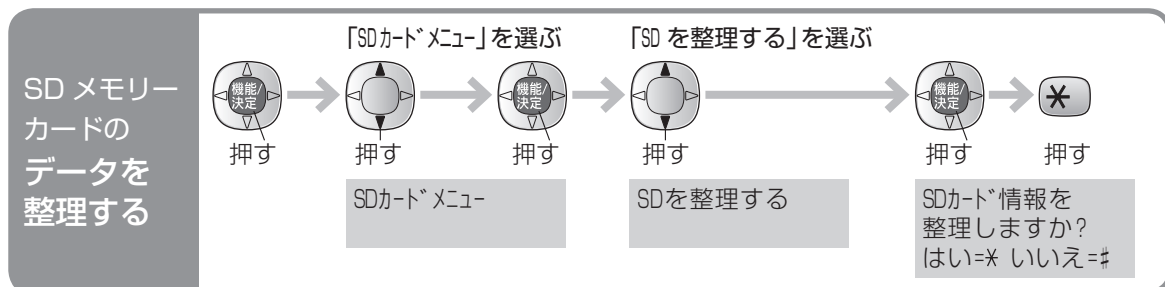 SD メモリー
カードの
データを
整理する
「SDｶｰﾄﾞﾒﾆｭｰ」を選ぶ
「SD を整理する」を選ぶ
機能/
決定
押す
押す
機能/
決定
押す
押す
機能/
決定
押す
＊
押す
SDｶｰﾄﾞﾒﾆｭｰ
SDを整理する
SDｶｰﾄﾞ情報を
整理しますか?
はい=＊ いいえ=♯